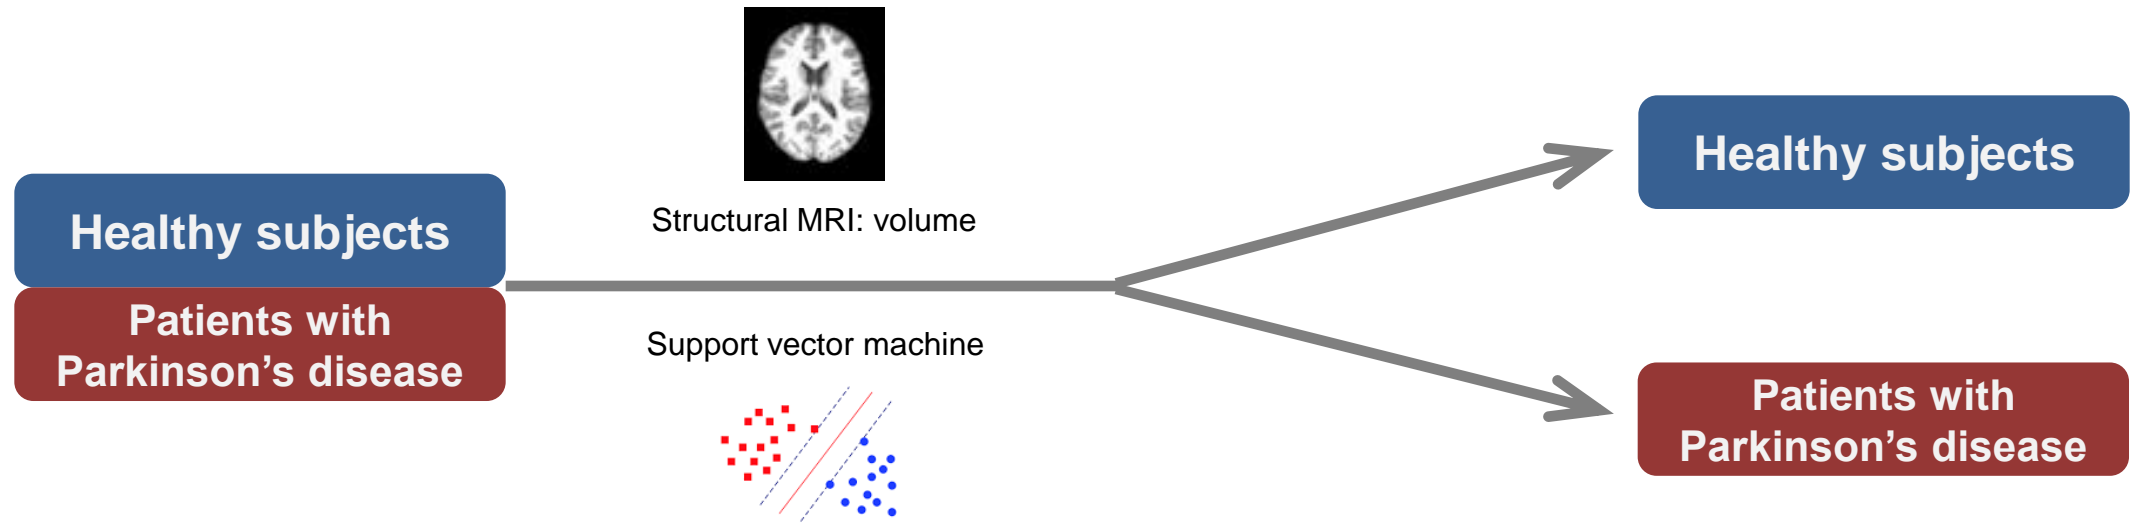 Healthy subjects
Patients with
Parkinson’s disease
Structural MRI: volume
Support vector machine
Healthy subjects
Patients with
Parkinson’s disease